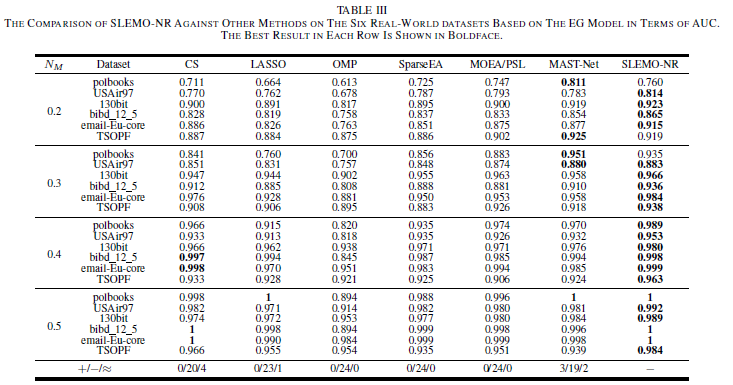 TABLE III
THE COMPARISON OF SLEMO-NR AGAINST OTHER METHODS ON THE SIX REAL-WORLD DATASETS BASED ON THE EG MODEL IN TERMS OF AUC.
THE BEST RESULT IN EACH ROW IS SHOWN IN BOLDFACE.
N_M Dataset CS LASSO OMP SparseEA MOEA/PSL MAST-Net SLEMO-NR
0.2
polbooks 0.711 0.664 0.613 0.725 0.747 0.811 0.760
USAir97 0.770 0.762 0.678 0.787 0.793 0.783 0.814
130bit 0.900 0.891 0.817 0.895 0.900 0.919 0.923
bibd_12_5 0.828 0.819 0.758 0.837 0.833 0.854 0.865
email-Eu-core 0.886 0.826 0.763 0.851 0.875 0.877 0.915
TSOPF 0.887 0.884 0.875 0.886 0.902 0.925 0.919
0.3
polbooks 0.841 0.760 0.700 0.856 0.883 0.951 0.935
USAir97 0.851 0.831 0.757 0.848 0.874 0.880 0.883
130bit 0.947 0.944 0.902 0.955 0.963 0.958 0.966
bibd_12_5 0.912 0.885 0.808 0.888 0.881 0.910 0.936
email-Eu-core 0.976 0.928 0.881 0.950 0.953 0.958 0.984
TSOPF 0.908 0.906 0.895 0.883 0.926 0.918 0.938
0.4
polbooks 0.966 0.915 0.820 0.935 0.974 0.970 0.989
USAir97 0.933 0.913 0.818 0.935 0.926 0.932 0.953
130bit 0.966 0.962 0.938 0.971 0.971 0.976 0.980
bibd_12_5 0.997 0.994 0.845 0.987 0.985 0.994 0.998
email-Eu-core 0.998 0.970 0.951 0.983 0.994 0.985 0.999
TSOPF 0.933 0.928 0.921 0.925 0.906 0.924 0.963
0.5
polbooks 0.998 1 0.894 0.988 0.996 1 1
USAir97 0.982 0.971 0.914 0.982 0.980 0.981 0.992
130bit 0.974 0.972 0.953 0.977 0.980 0.984 0.989
bibd_12_5 1 0.998 0.894 0.999 0.998 0.996 1
email-Eu-core 1 0.990 0.984 0.999 0.999 0.998 1
TSOPF 0.966 0.955 0.954 0.935 0.951 0.939 0.984
+/−/≈ 0/20/4 0/23/1 0/24/0 0/24/0 0/24/0 3/19/2 −